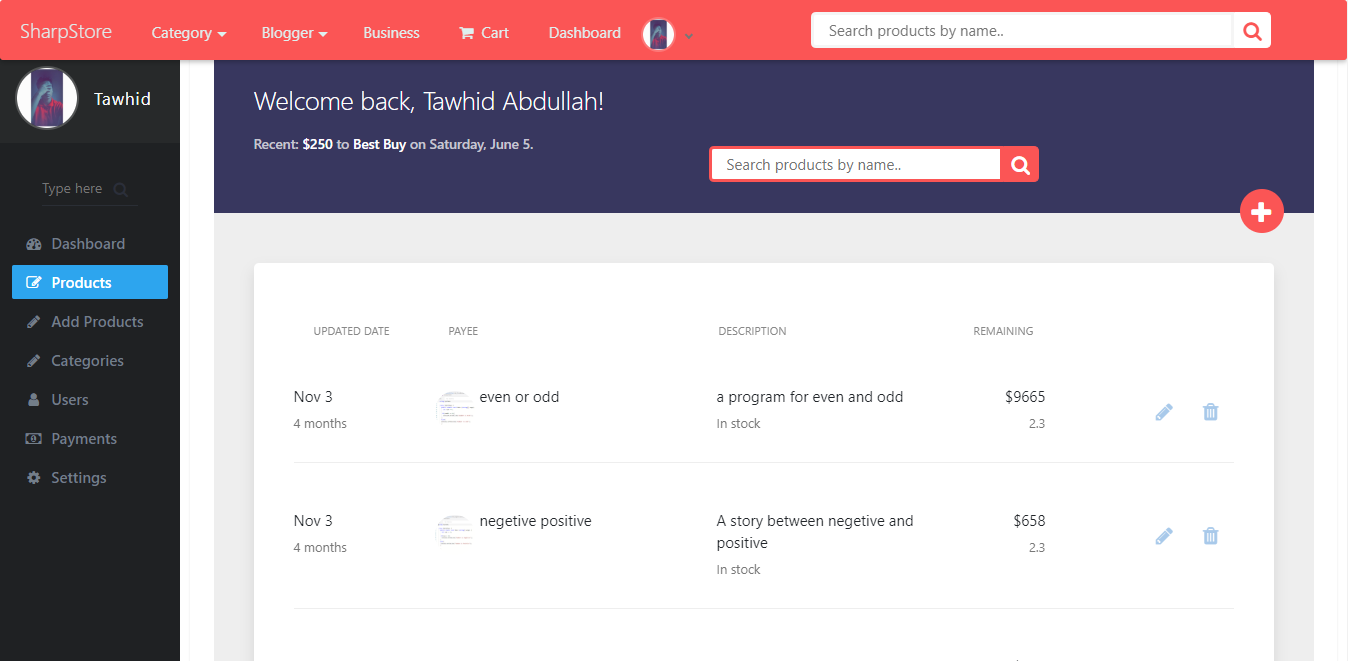 SharpStore Category Blogger Business Cart Dashboard Search products by name..
Tawhid
Type here
Dashboard
Products
Add Products
Categories
Users
Payments
Settings
Welcome back, Tawhid Abdullah!
Recent: $250 to Best Buy on Saturday, June 5.
Search products by name..
UPDATED DATE PAYEE DESCRIPTION REMAINING
Nov 3 even or odd a program for even and odd $9665
4 months In stock 2.3
Nov 3 negetive positive A story between negetive and $658
positive
4 months 2.3
In stock